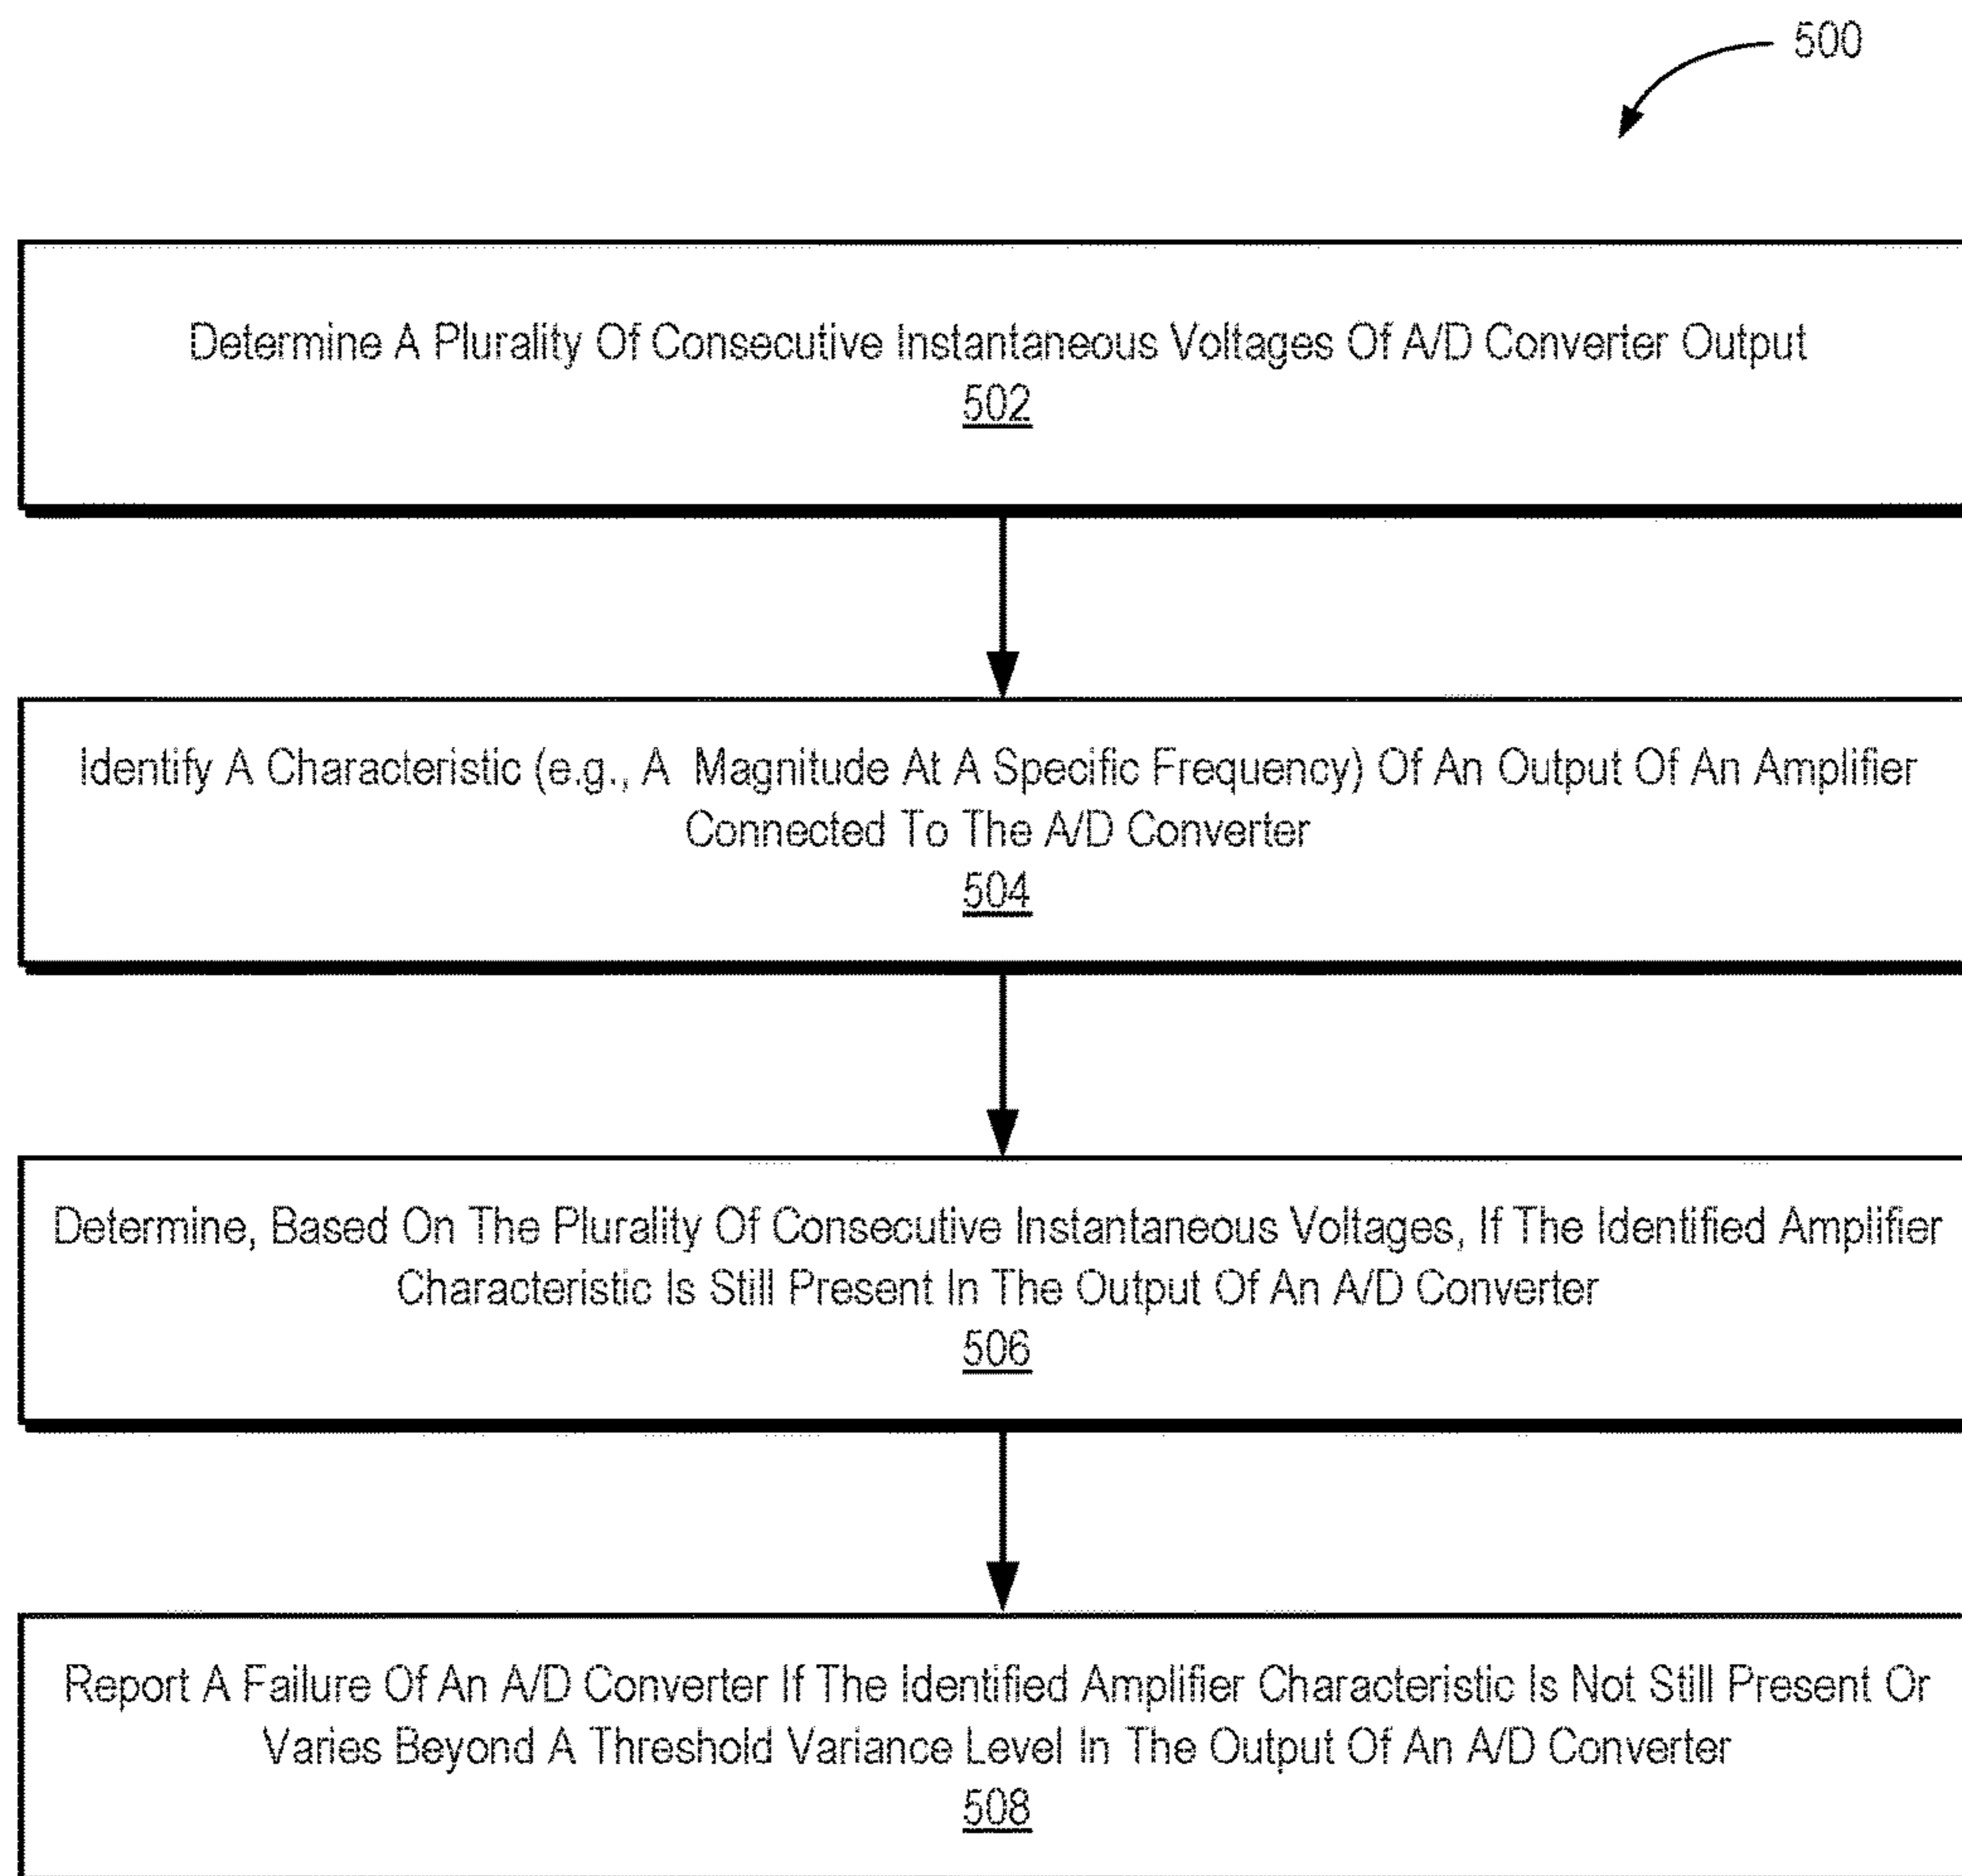 500
Determine A Plurality Of Consecutive Instantaneous Voltages Of A/D Converter Output
502
Identify A Characteristic (e.g., A Magnitude At A Specific Frequency) Of An Output Of An Amplifier
Connected To The A/D Converter
504
Determine, Based On The Plurality Of Consecutive Instantaneous Voltages, If The Identified Amplifier
Characteristic Is Still Present In The Output Of An A/D Converter
506
Report A Failure Of An A/D Converter If The Identified Amplifier Characteristic Is Not Still Present Or
Varies Beyond A Threshold Variance Level In The Output Of An A/D Converter
508